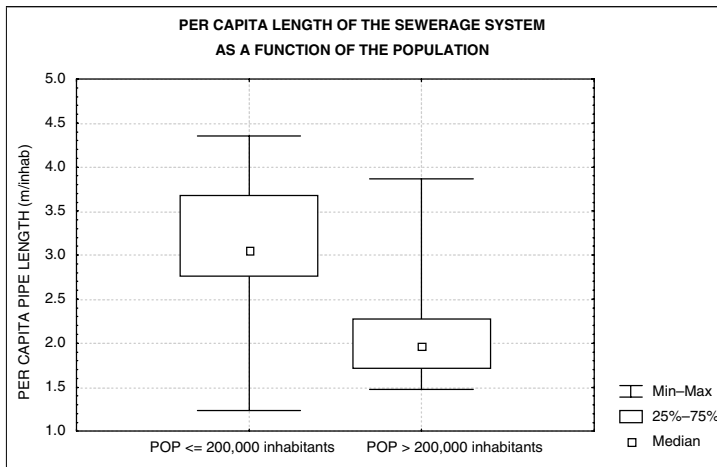 PER CAPITA LENGTH OF THE SEWERAGE SYSTEM
AS A FUNCTION OF THE POPULATION
PER CAPITA PIPE LENGTH (m/inhab)
5.0
4.5
4.0
3.5
3.0
2.5
2.0
1.5
1.0
POP <= 200,000 inhabitants
POP > 200,000 inhabitants
Min–Max
25%–75%
Median